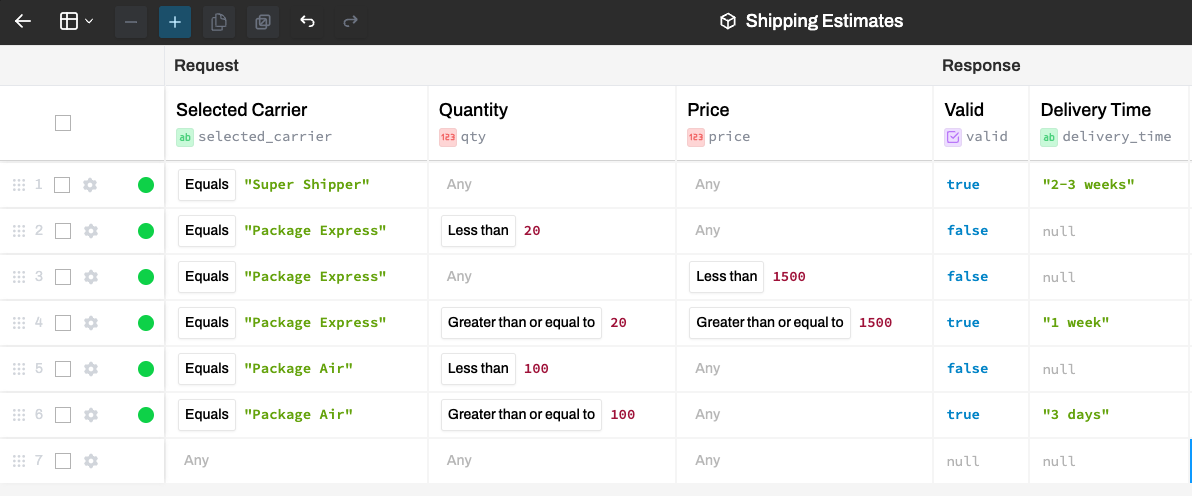 Shipping Estimates
Request Response
Selected Carrier Quantity Price Valid Delivery Time
ab selected_carrier 123 qty 123 price valid ab delivery_time
1 Equals "Super Shipper" Any Any true "2-3 weeks"
2 Equals "Package Express" Less than 20 Any false null
3 Equals "Package Express" Any Less than 1500 false null
4 Equals "Package Express" Greater than or equal to 20 Greater than or equal to 1500 true "1 week"
5 Equals "Package Air" Less than 100 Any false null
6 Equals "Package Air" Greater than or equal to 100 Any true "3 days"
7 Any Any Any null null